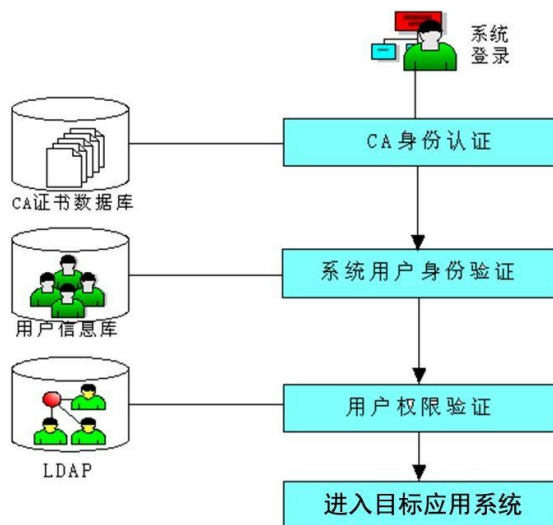 系统
登录
CA身份认证
CA证书数据库
系统用户身份验证
用户信息库
用户权限验证
LDAP
进入目标应用系统